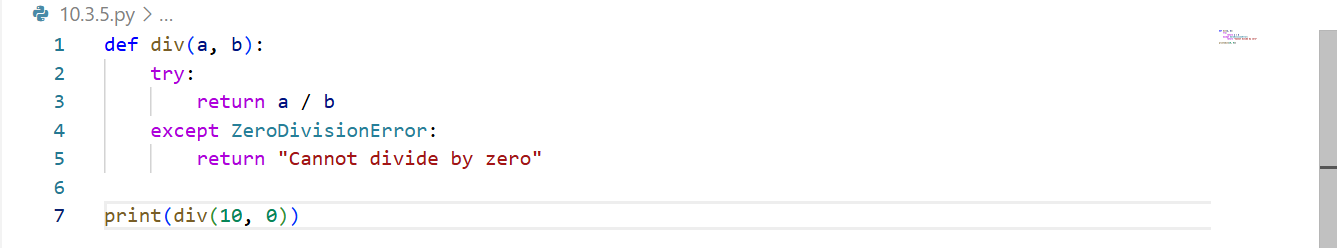 10.3.5.py > ...
1 def div(a, b):
2     try:
3         return a / b
4     except ZeroDivisionError:
5         return "Cannot divide by zero"
6
7 print(div(10, 0))